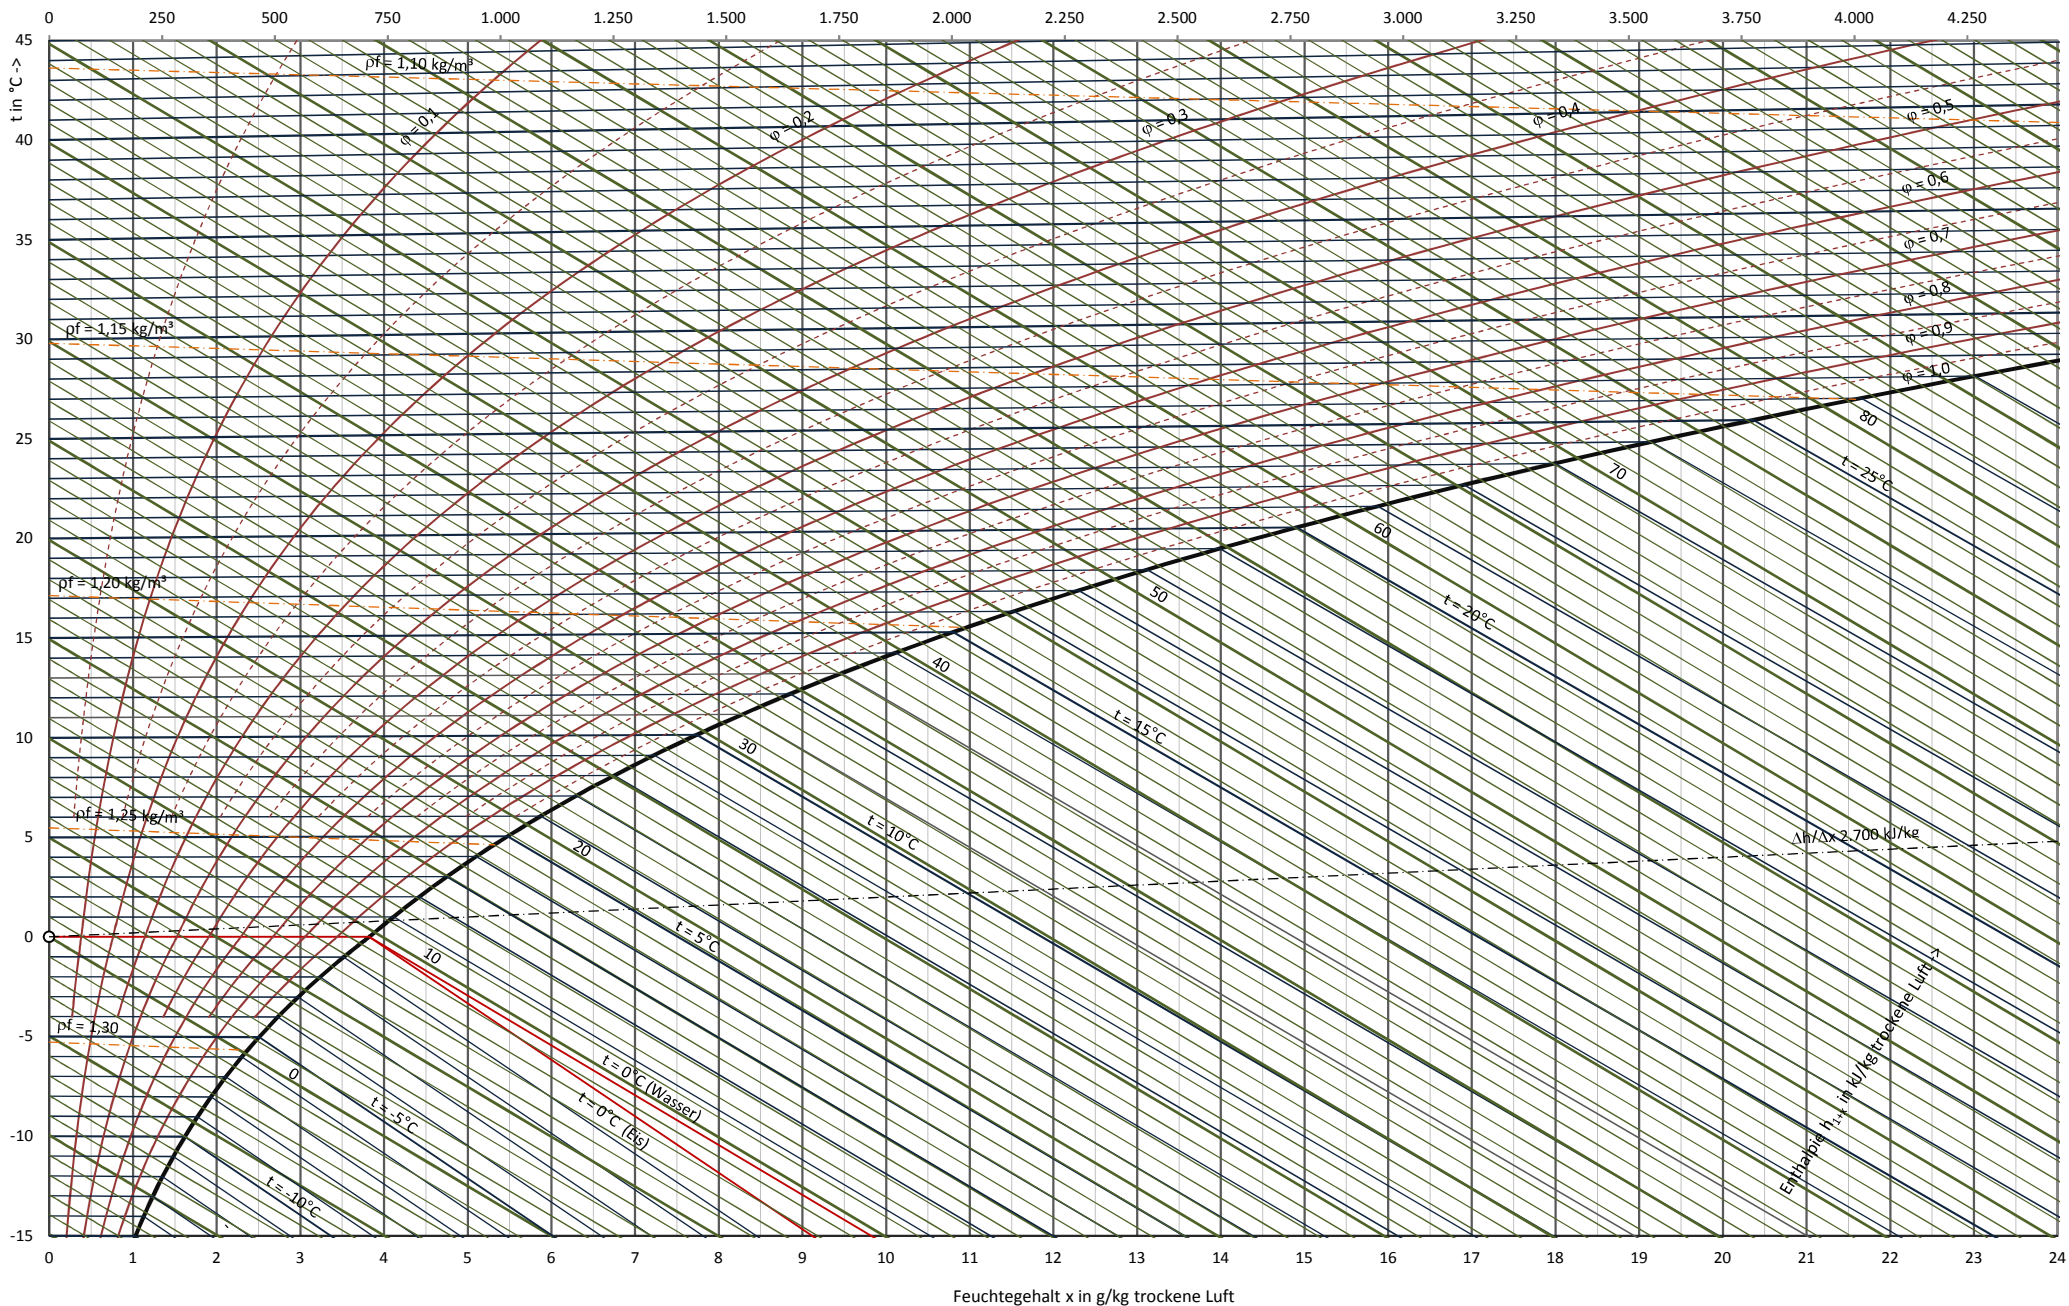 0 250 500 750 1.000 1.250 1.500 1.750 2.000 2.250 2.500 2.750 3.000 3.250 3.500 3.750 4.000 4.250
45
t in °C ->
ρf = 1,10 kg/m³
φ = 0,1
φ = 0,2
φ = 0,3
φ = 0,4
φ = 0,5
40
φ = 0,6
35
φ = 0,7
φ = 0,8
ρf = 1,15 kg/m³
30
φ = 0,9
φ = 1,0
80
25
70
t = 25°C
20
60
50
ρf = 1,20 kg/m³
t = 20°C
15
40
t = 15°C
10
30
ρf = 1,25 kg/m³
5
20
t = 10°C
Δh/Δx 2.700 kJ/kg
0
10
t = 5°C
Enthalpie h1+x in kJ/kg trockene Luft ->
ρf = 1,30
-5
0
t = 0°C (Wasser)
t = 0°C (Eis)
t = -5°C
-10
t = -10°C
-
-15
0 1 2 3 4 5 6 7 8 9 10 11 12 13 14 15 16 17 18 19 20 21 22 23 24
Feuchtegehalt x in g/kg trockene Luft